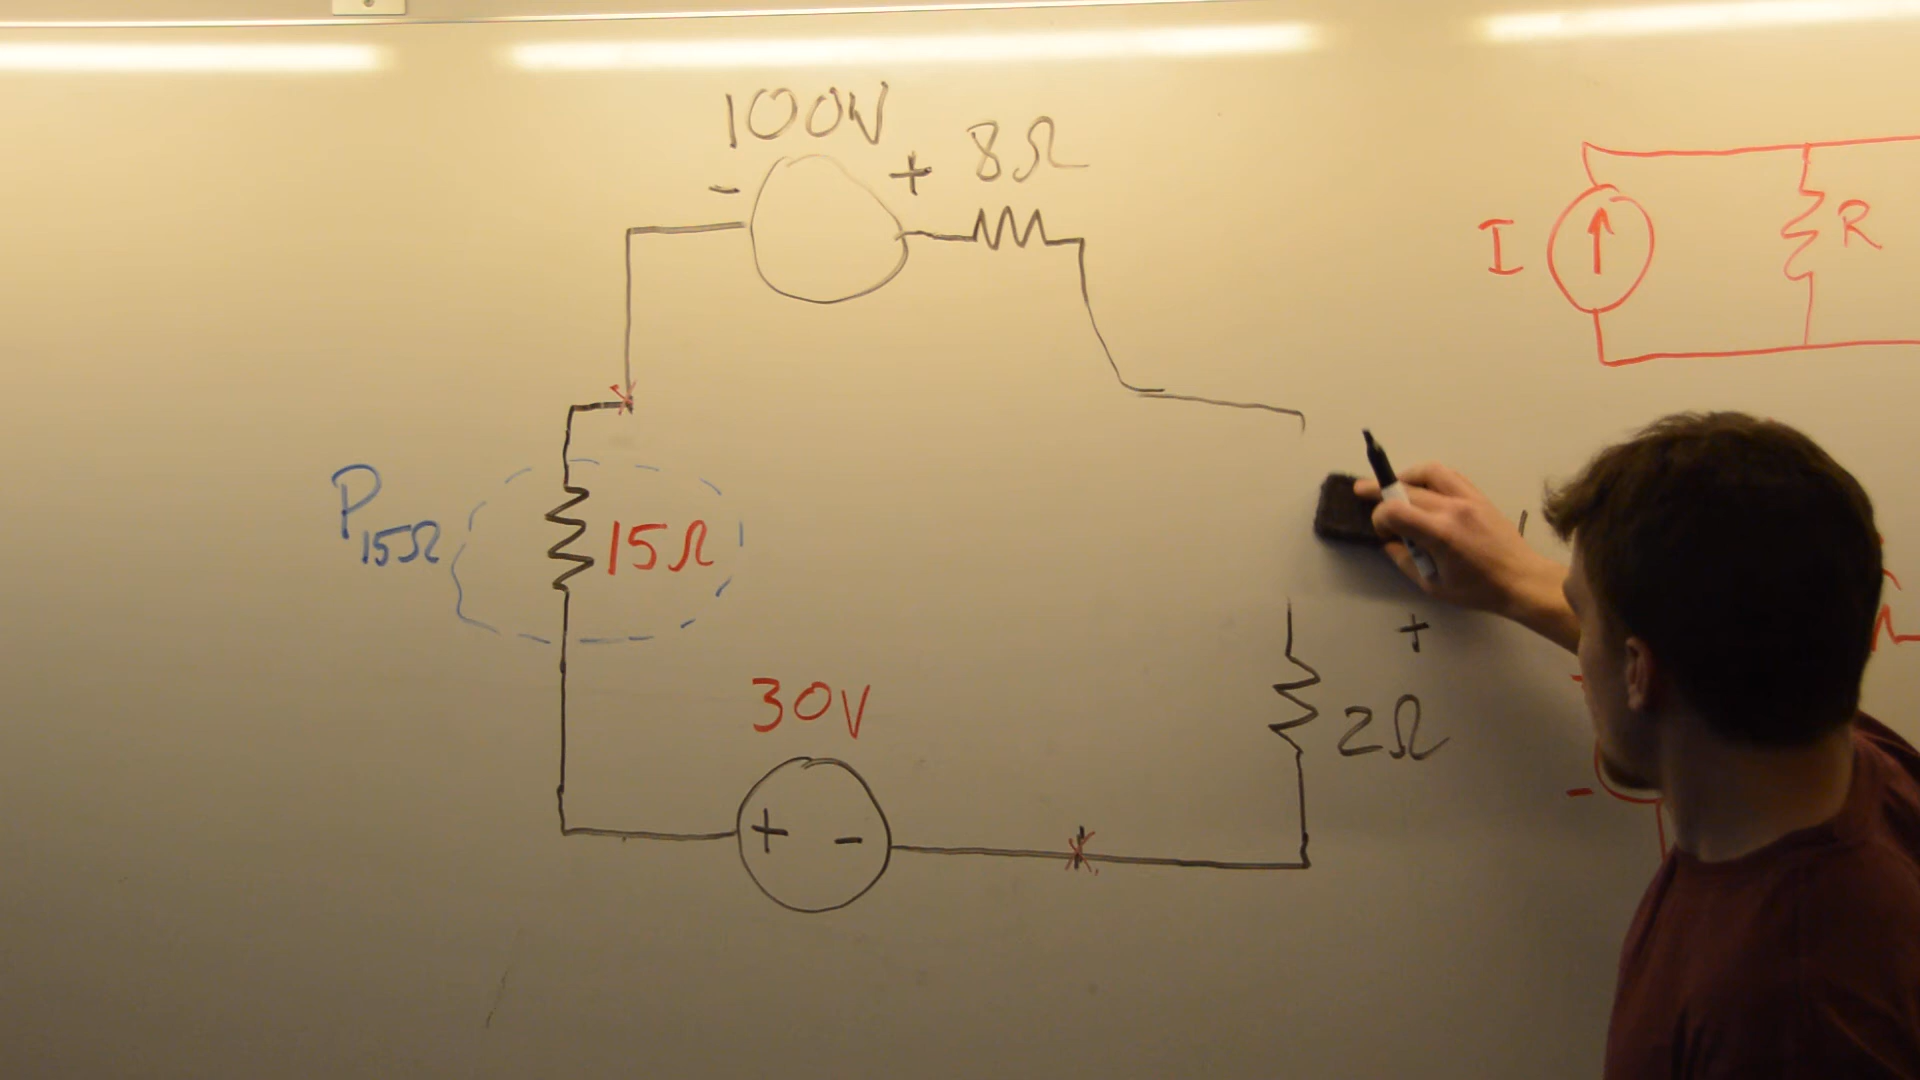 100V
- + 8Ω
I ↑ R
P15Ω 15Ω
+
30V
2Ω
+ -
-